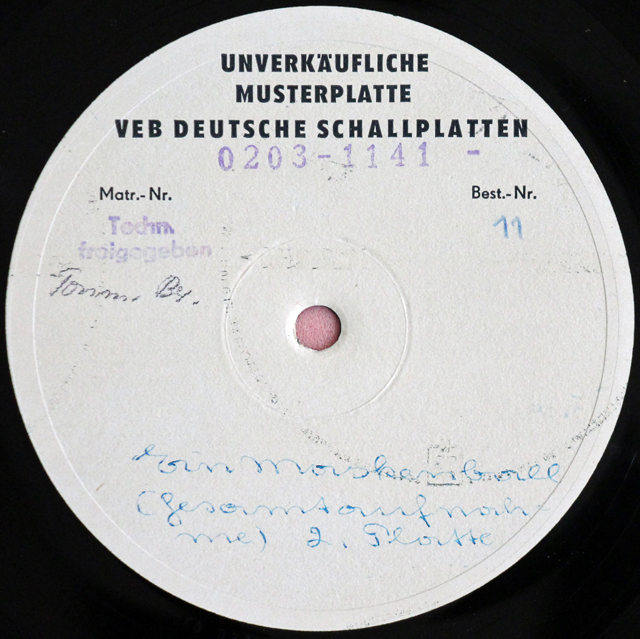 UNVERKÄUFLICHE
MUSTERPLATTE
VEB DEUTSCHE SCHALLPLATTEN
0203-1141 -
Matr.-Nr. Best.-Nr.
Techn. 11
freigegeben
ein Maskenball
(Gesamtaufnah-
me) 2. Platte